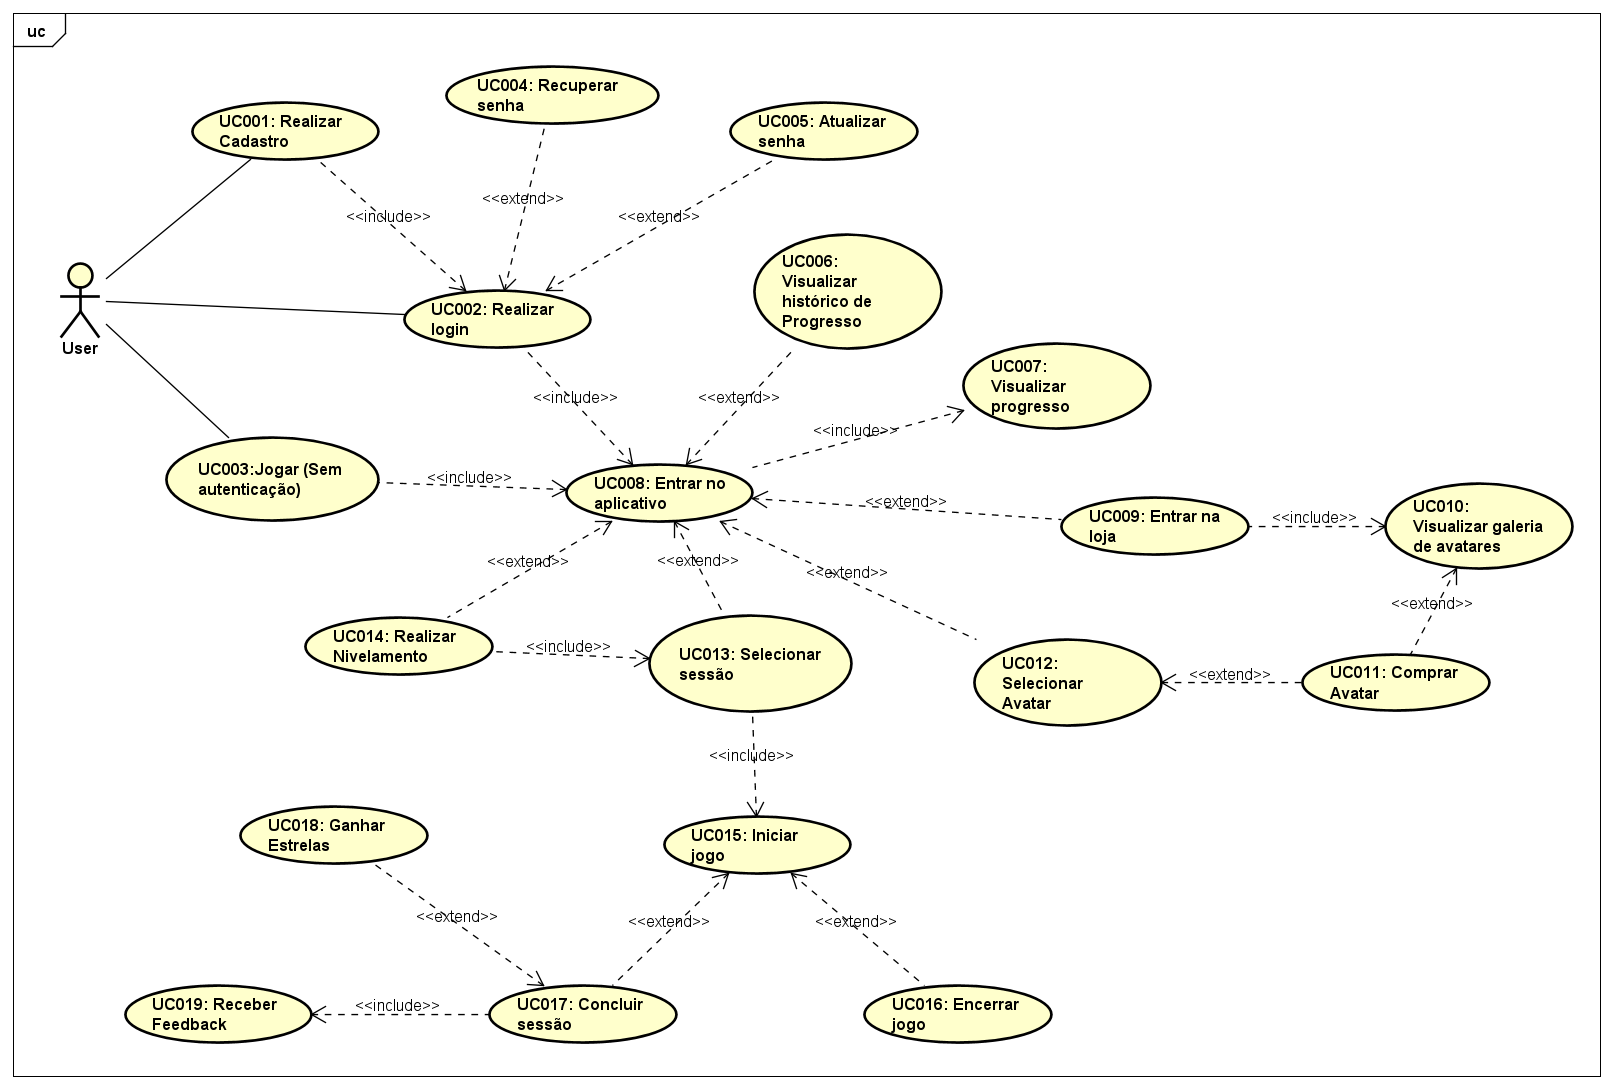 uc
UC004: Recuperar
senha
UC001: Realizar
Cadastro
UC005: Atualizar
senha
<<include>>
<<extend>>
<<extend>>
User
UC002: Realizar
login
UC006:
Visualizar
histórico de
Progresso
UC007:
Visualizar
progresso
<<include>>
<<extend>>
<<include>>
UC003:Jogar (Sem
autenticação)
<<include>>
UC008: Entrar no
aplicativo
<<extend>>
UC009: Entrar na
loja
<<include>>
UC010:
Visualizar galeria
de avatares
<<extend>>
<<extend>>
<<extend>>
<<extend>>
UC014: Realizar
Nivelamento
<<include>>
UC013: Selecionar
sessão
UC012:
Selecionar
Avatar
<<extend>>
UC011: Comprar
Avatar
<<include>>
UC018: Ganhar
Estrelas
UC015: Iniciar
jogo
<<extend>>
<<extend>>
<<extend>>
UC019: Receber
Feedback
<<include>>
UC017: Concluir
sessão
UC016: Encerrar
jogo